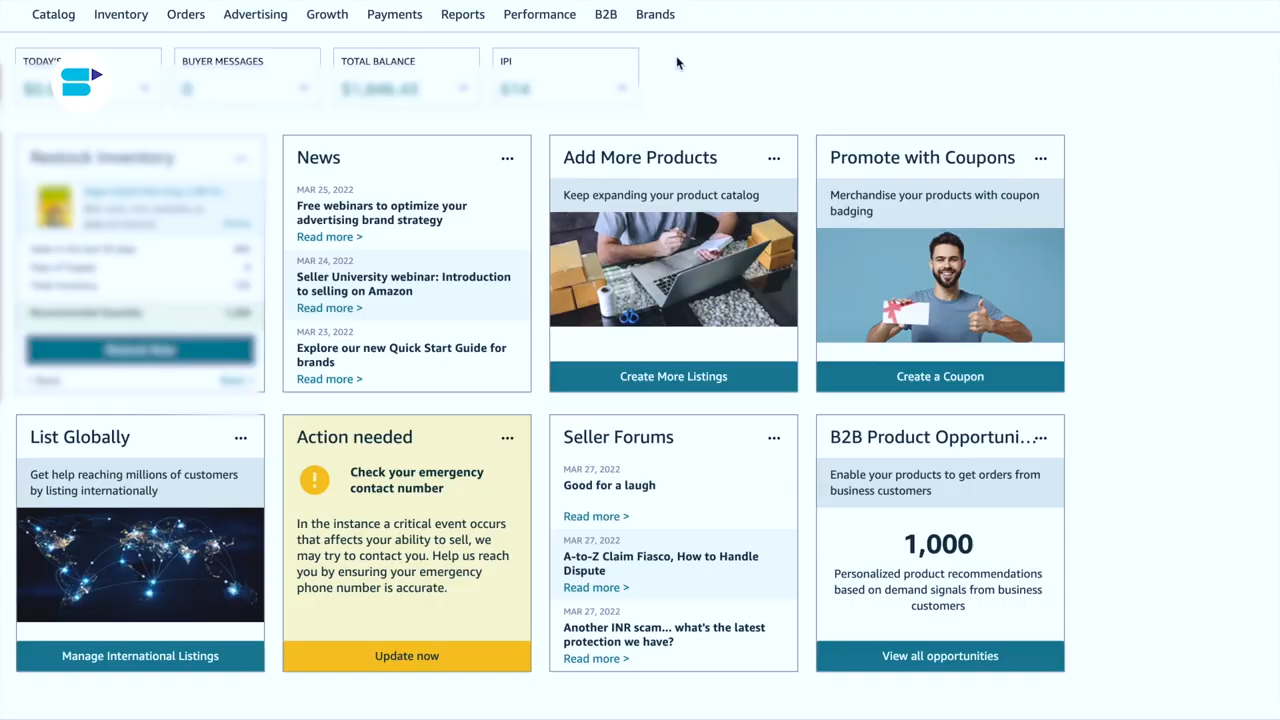 Catalog Inventory Orders Advertising Growth Payments Reports Performance B2B Brands
TODAY'S BUYER MESSAGES TOTAL BALANCE IPI
Restock Inventory
News
MAR 25, 2022
Free webinars to optimize your
advertising brand strategy
Read more >
MAR 24, 2022
Seller University webinar: Introduction
to selling on Amazon
Read more >
MAR 23, 2022
Explore our new Quick Start Guide for
brands
Read more >
Add More Products
Keep expanding your product catalog
Create More Listings
Promote with Coupons
Merchandise your products with coupon
badging
Create a Coupon
List Globally
Get help reaching millions of customers
by listing internationally
Manage International Listings
Action needed
Check your emergency
contact number
In the instance a critical event occurs
that affects your ability to sell, we
may try to contact you. Help us reach
you by ensuring your emergency
phone number is accurate.
Update now
Seller Forums
MAR 27, 2022
Good for a laugh
Read more >
MAR 27, 2022
A-to-Z Claim Fiasco, How to Handle
Dispute
Read more >
MAR 27, 2022
Another INR scam... what's the latest
protection we have?
Read more >
B2B Product Opportuni...
Enable your products to get orders from
business customers
1,000
Personalized product recommendations
based on demand signals from business
customers
View all opportunities